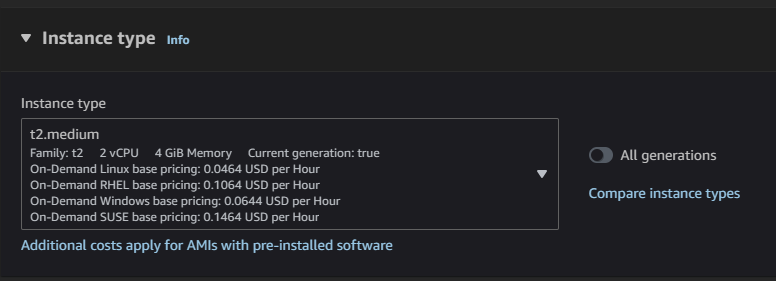 Instance type Info
Instance type
t2.medium
Family: t2 2 vCPU 4 GiB Memory Current generation: true
On-Demand Linux base pricing: 0.0464 USD per Hour
On-Demand RHEL base pricing: 0.1064 USD per Hour
On-Demand Windows base pricing: 0.0644 USD per Hour
On-Demand SUSE base pricing: 0.1464 USD per Hour
All generations
Compare instance types
Additional costs apply for AMIs with pre-installed software